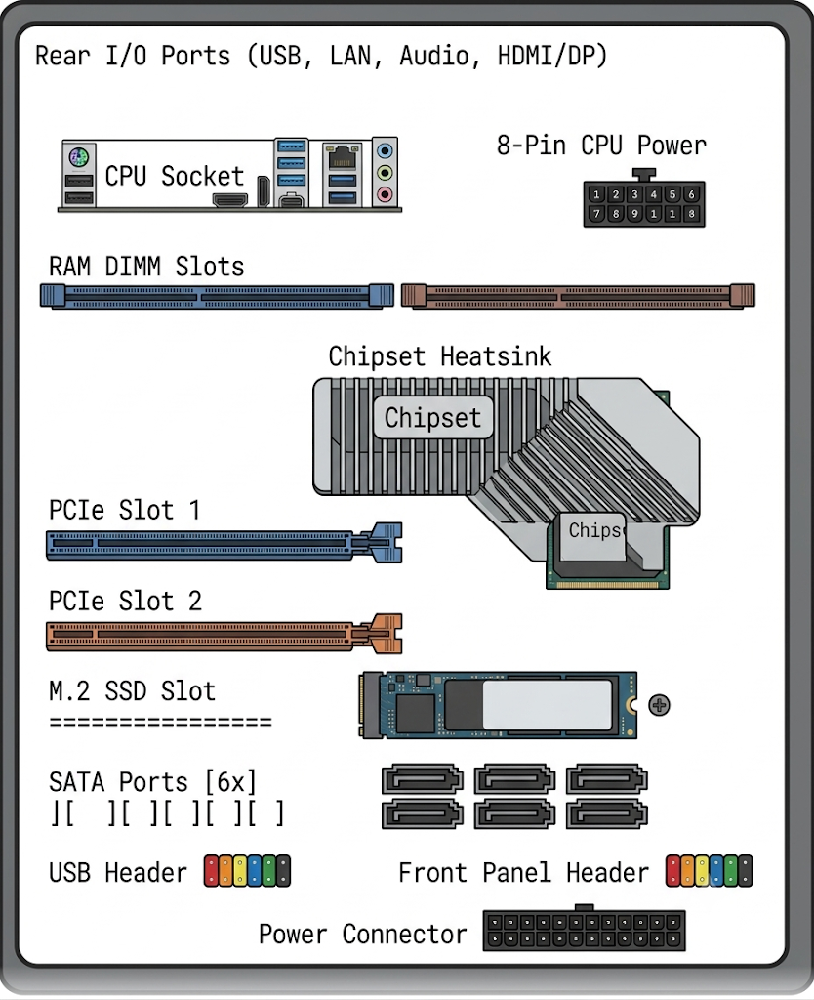 Rear I/O Ports (USB, LAN, Audio, HDMI/DP)
CPU Socket
8-Pin CPU Power
1 2 3 4 5 6
7 8 9 1 1 8
RAM DIMM Slots
Chipset Heatsink
Chipset
Chips
PCIe Slot 1
PCIe Slot 2
M.2 SSD Slot
================
SATA Ports [6x]
][  ][ ][ ][ ][ ]
USB Header
Front Panel Header
Power Connector